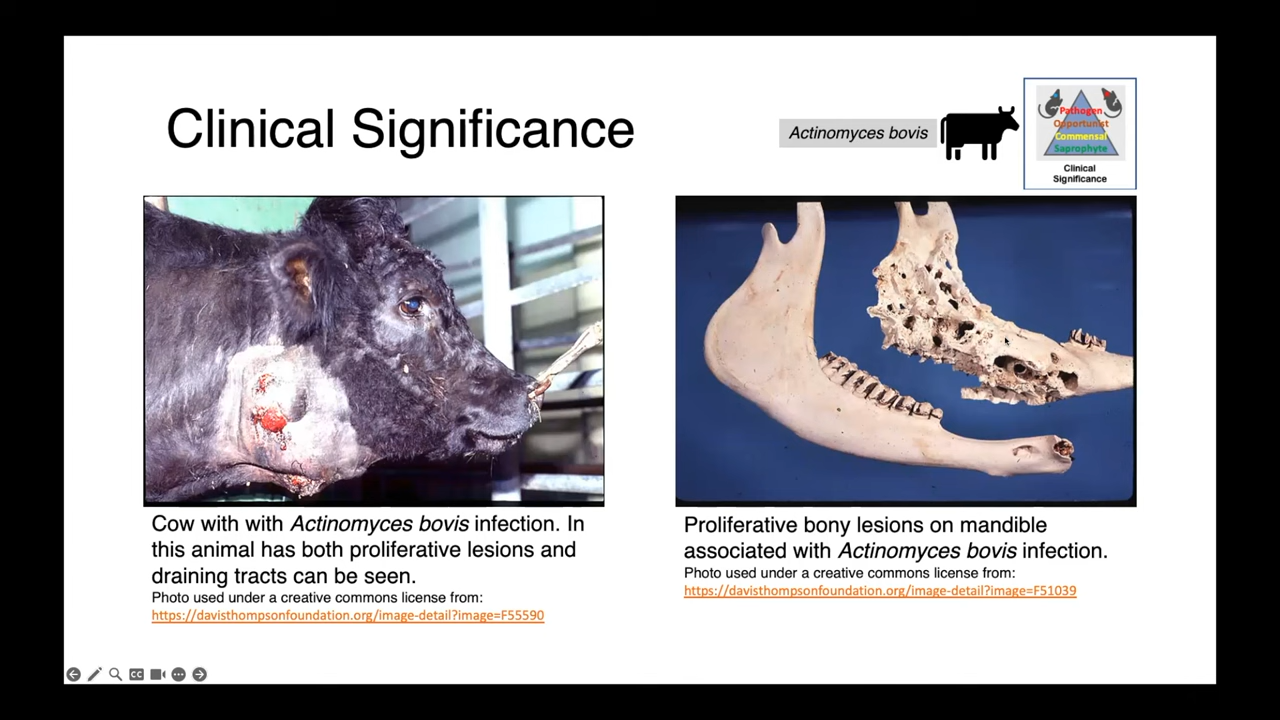 Clinical Significance
Actinomyces bovis
Pathogen
Opportunist
Commensal
Saprophyte
Clinical
Significance
Cow with with Actinomyces bovis infection. In
this animal has both proliferative lesions and
draining tracts can be seen.
Photo used under a creative commons license from:
https://davisthompsonfoundation.org/image-detail?image=F55590
Proliferative bony lesions on mandible
associated with Actinomyces bovis infection.
Photo used under a creative commons license from:
https://davisthompsonfoundation.org/image-detail?image=F51039
CC